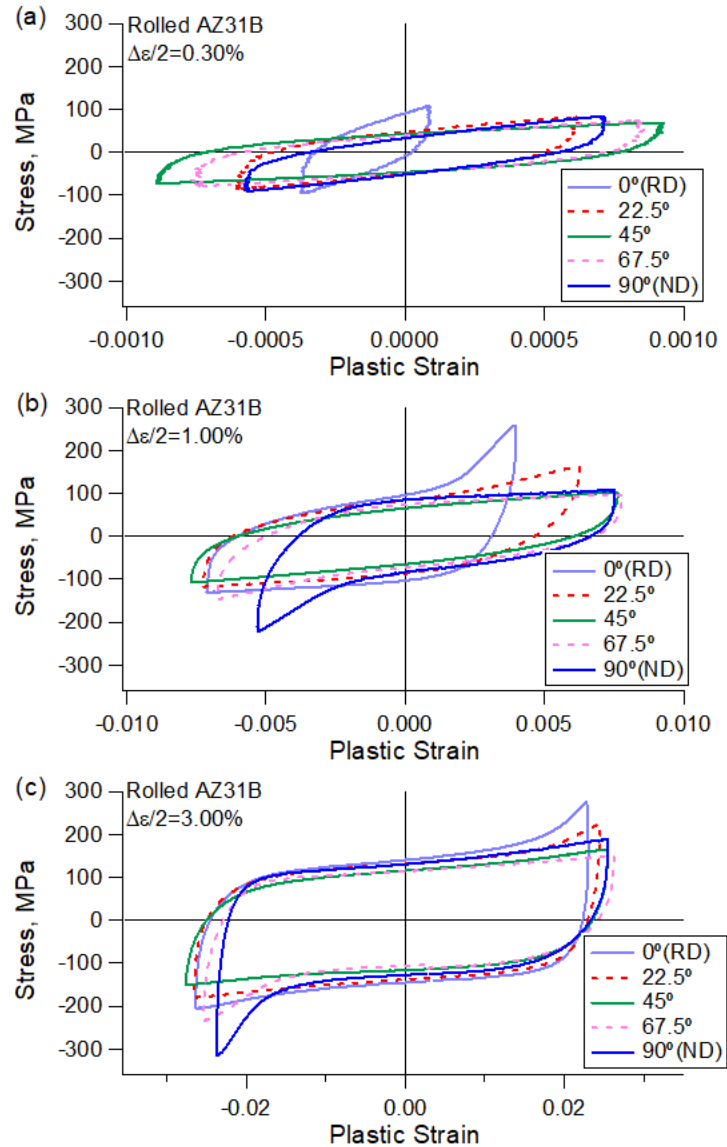 (a)
Rolled AZ31B
Δε/2=0.30%
Stress, MPa
300
200
100
0
-100
-200
-300
0º(RD)
22.5º
45º
67.5º
90º(ND)
-0.0010
-0.0005
0.0000
0.0005
0.0010
Plastic Strain
(b)
Rolled AZ31B
Δε/2=1.00%
Stress, MPa
300
200
100
0
-100
-200
-300
0º(RD)
22.5º
45º
67.5º
90º(ND)
-0.010
-0.005
0.000
0.005
0.010
Plastic Strain
(c)
Rolled AZ31B
Δε/2=3.00%
Stress, MPa
300
200
100
0
-100
-200
-300
0º(RD)
22.5º
45º
67.5º
90º(ND)
-0.02
0.00
0.02
Plastic Strain